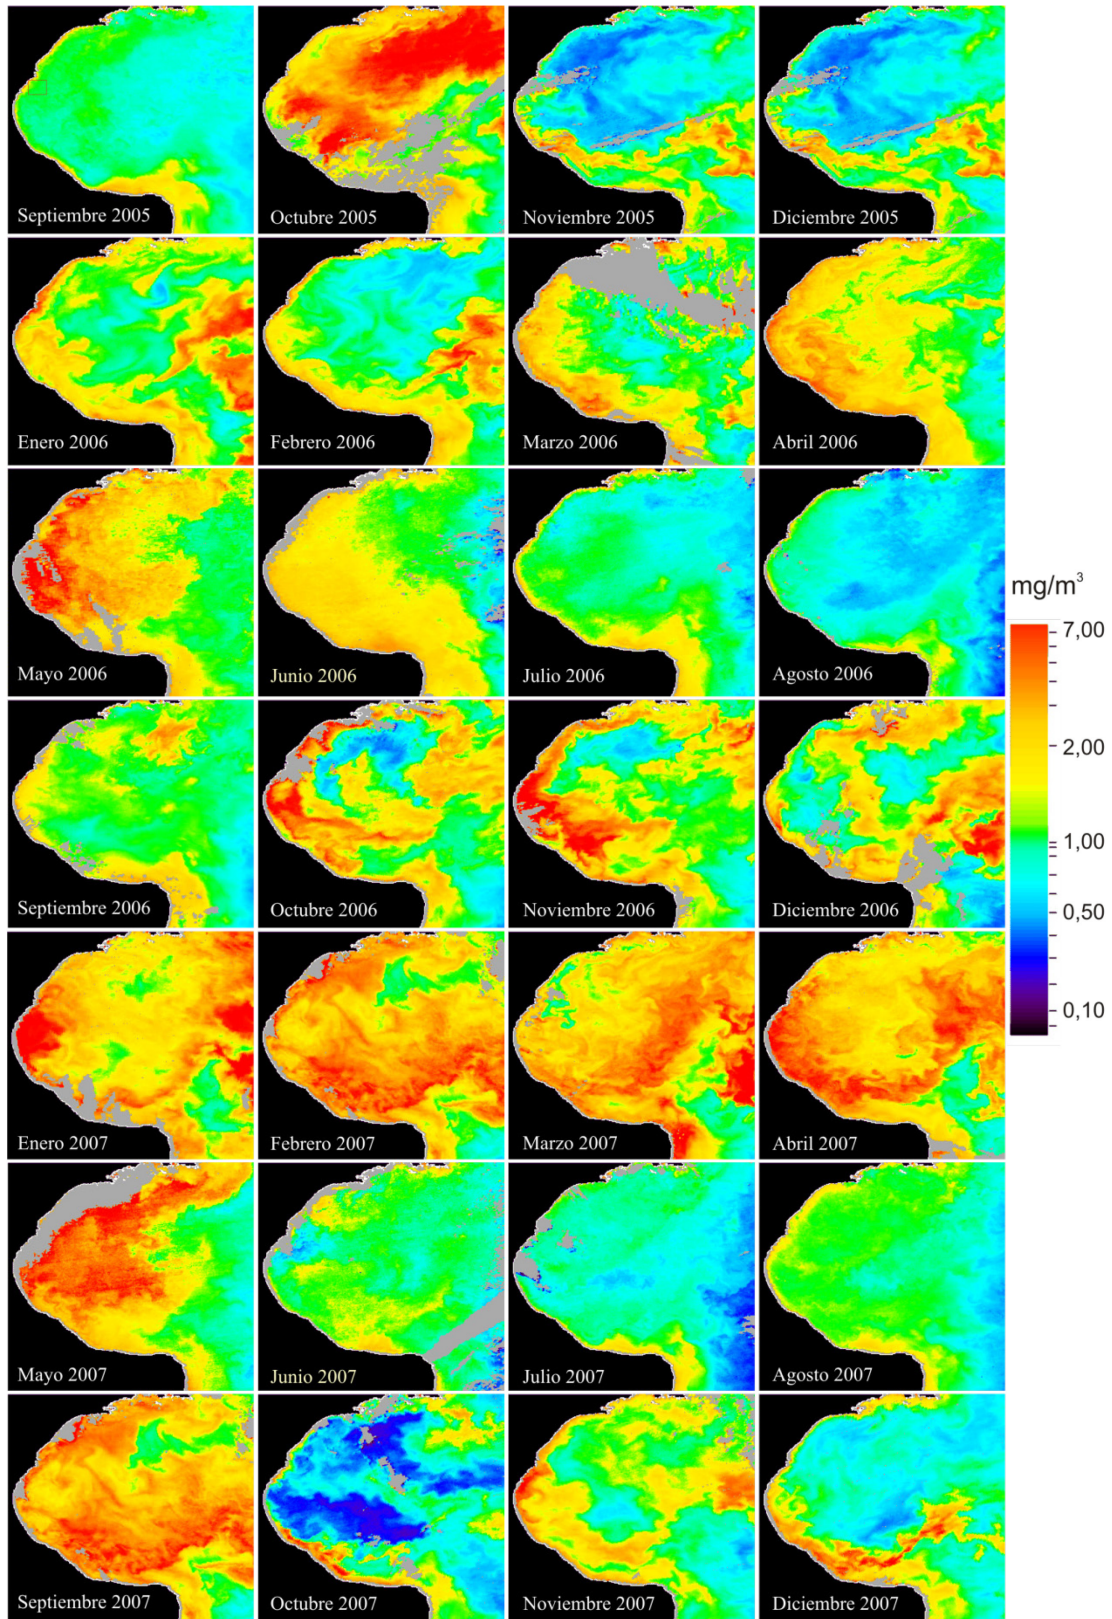 Septiembre 2005
Octubre 2005
Noviembre 2005
Diciembre 2005
Enero 2006
Febrero 2006
Marzo 2006
Abril 2006
Mayo 2006
Junio 2006
Julio 2006
Agosto 2006
mg/m³
7,00
2,00
1,00
0,50
0,10
Septiembre 2006
Octubre 2006
Noviembre 2006
Diciembre 2006
Enero 2007
Febrero 2007
Marzo 2007
Abril 2007
Mayo 2007
Junio 2007
Julio 2007
Agosto 2007
Septiembre 2007
Octubre 2007
Noviembre 2007
Diciembre 2007